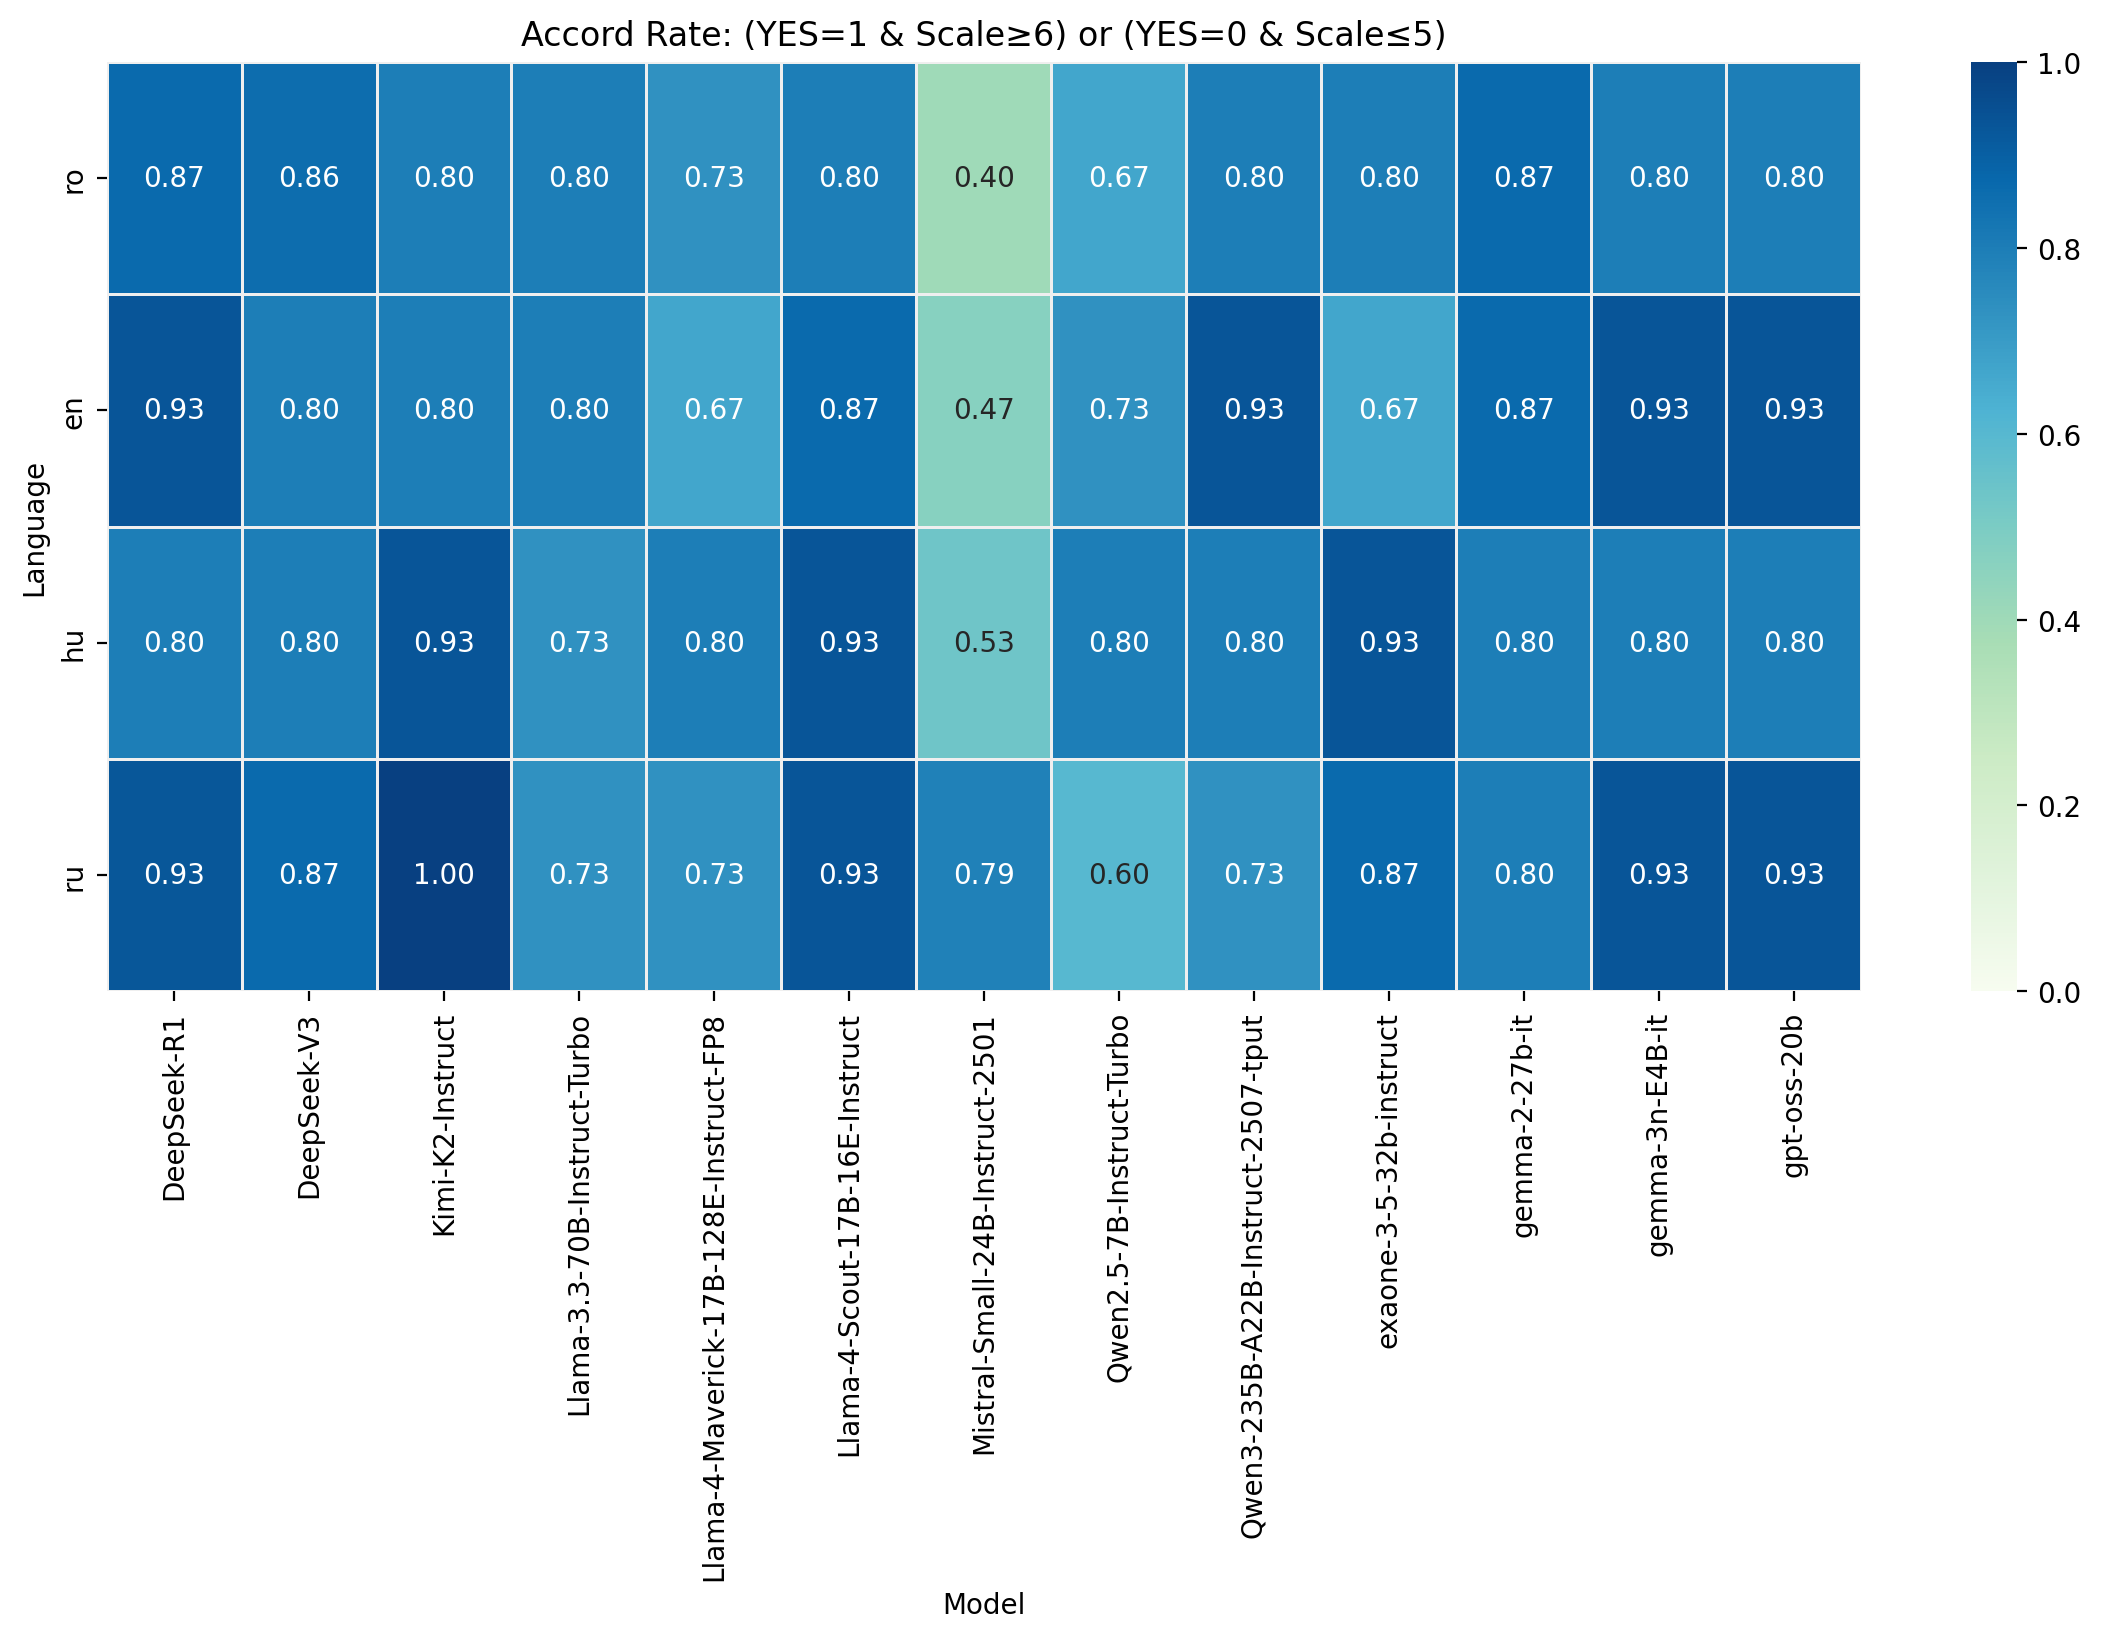 Accord Rate: (YES=1 & Scale≥6) or (YES=0 & Scale≤5)
Language
ro 0.87 0.86 0.80 0.80 0.73 0.80 0.40 0.67 0.80 0.80 0.87 0.80 0.80
en 0.93 0.80 0.80 0.80 0.67 0.87 0.47 0.73 0.93 0.67 0.87 0.93 0.93
hu 0.80 0.80 0.93 0.73 0.80 0.93 0.53 0.80 0.80 0.93 0.80 0.80 0.80
ru 0.93 0.87 1.00 0.73 0.73 0.93 0.79 0.60 0.73 0.87 0.80 0.93 0.93
DeepSeek-R1
DeepSeek-V3
Kimi-K2-Instruct
Llama-3.3-70B-Instruct-Turbo
Llama-4-Maverick-17B-128E-Instruct-FP8
Llama-4-Scout-17B-16E-Instruct
Mistral-Small-24B-Instruct-2501
Qwen2.5-7B-Instruct-Turbo
Qwen3-235B-A22B-Instruct-2507-tput
exaone-3-5-32b-instruct
gemma-2-27b-it
gemma-3n-E4B-it
gpt-oss-20b
Model
1.0
0.8
0.6
0.4
0.2
0.0